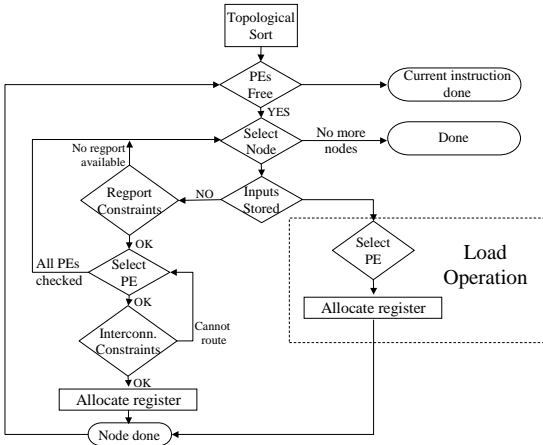 Topological
Sort
PEs
Free
Current instruction
done
YES
Select
Node
No more
nodes
Done
No regport
available
Regport
Constraints
NO
Inputs
Stored
OK
All PEs
checked
Select
PE
OK
Cannot
route
Interconn.
Constraints
OK
Allocate register
Node done
Select
PE
Load
Operation
Allocate register